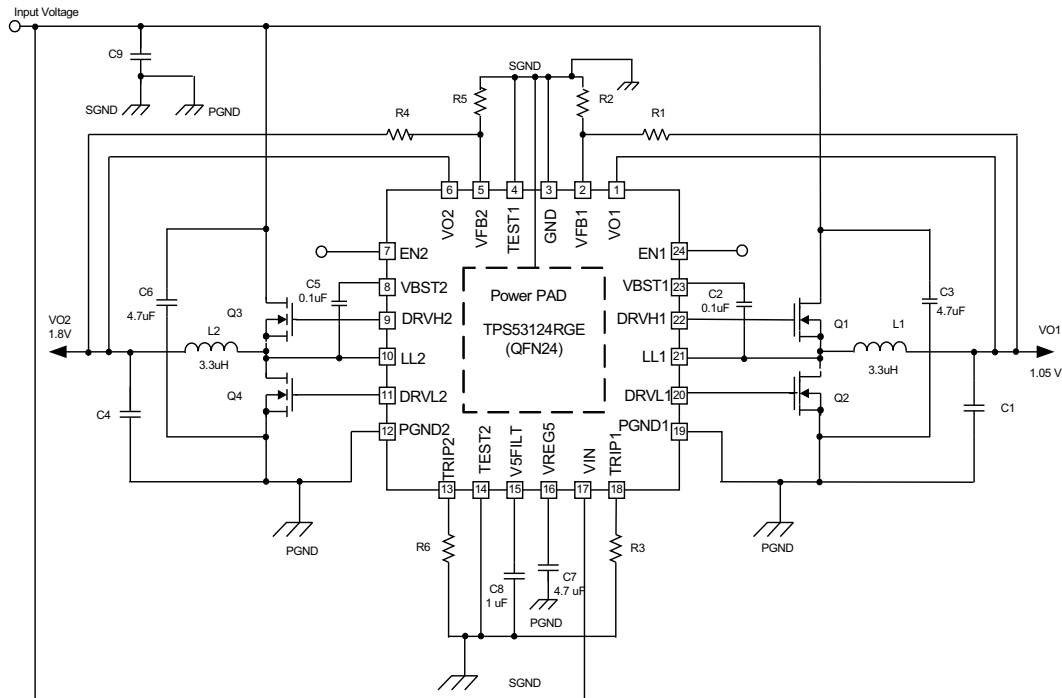 Input Voltage
C9
SGND
PGND
SGND
R5
R2
R4
R1
6
5
4
3
2
1
VO2
VFB2
TEST1
GND
VFB1
VO1
7
EN2
EN1
24
8
VBST2
VBST1
23
C5
0.1uF
C2
0.1uF
C6
4.7uF
C3
4.7uF
Power PAD
TPS53124RGE
(QFN24)
Q3
9
DRVH2
DRVH1
22
Q1
VO2
1.8V
L2
3.3uH
10
LL2
LL1
21
L1
3.3uH
VO1
1.05 V
Q4
11
DRVL2
DRVL1
20
Q2
C4
C1
12
PGND2
PGND1
19
TRIP2
TEST2
V5FILT
VREG5
VIN
TRIP1
13
14
15
16
17
18
PGND
PGND
R6
R3
C8
1 uF
C7
4.7 uF
PGND
SGND